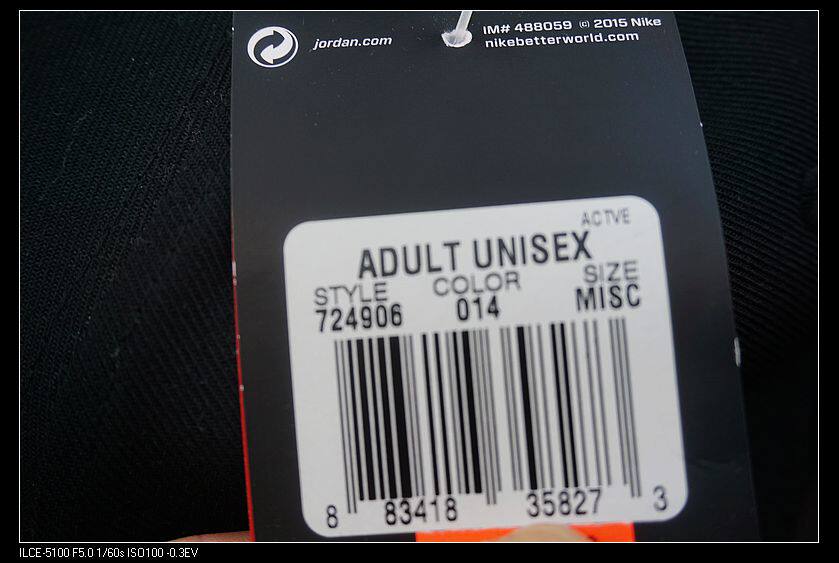 jordan.com
IM# 488059 © 2015 Nike
nikebetterworld.com
ACTVE
ADULT UNISEX
STYLE COLOR SIZE
724906 014 MISC
8 83418 35827 3
ILCE-5100 F5.0 1/60s ISO100 -0.3EV